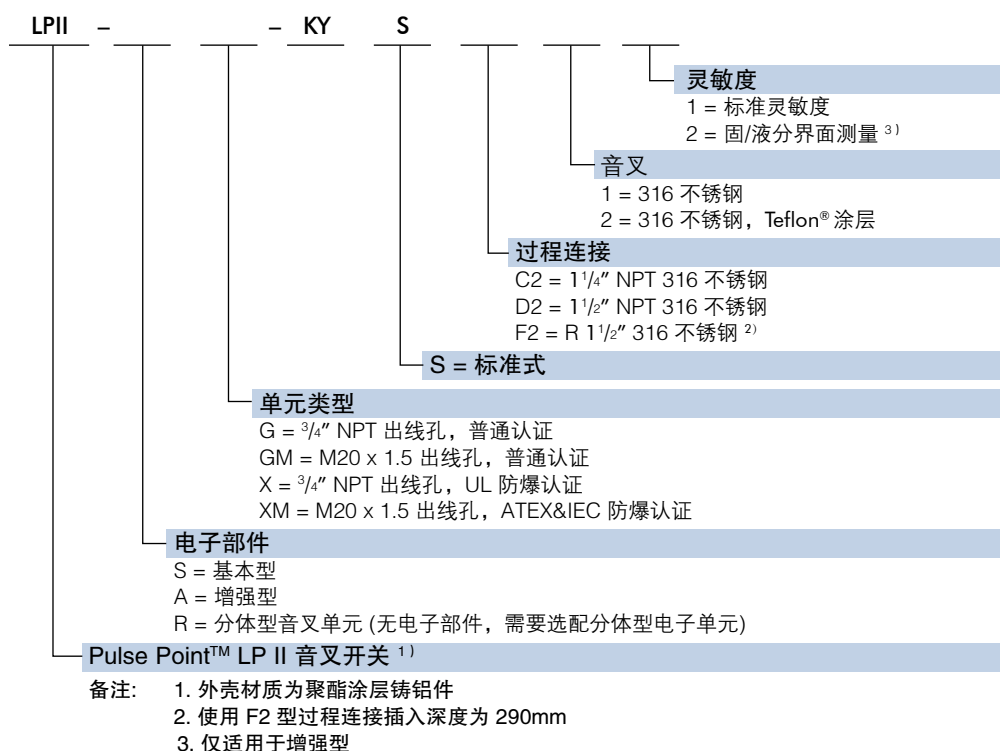 LPII – – KY S
灵敏度
1 = 标准灵敏度
2 = 固/液分界面测量 ³⁾
音叉
1 = 316 不锈钢
2 = 316 不锈钢，Teflon® 涂层
过程连接
C2 = 1¹/₄″ NPT 316 不锈钢
D2 = 1¹/₂″ NPT 316 不锈钢
F2 = R 1¹/₂″ 316 不锈钢 ²⁾
S = 标准式
单元类型
G = ³/₄″ NPT 出线孔，普通认证
GM = M20 x 1.5 出线孔，普通认证
X = ³/₄″ NPT 出线孔，UL 防爆认证
XM = M20 x 1.5 出线孔，ATEX&IEC 防爆认证
电子部件
S = 基本型
A = 增强型
R = 分体型音叉单元 (无电子部件，需要选配分体型电子单元)
Pulse Point™ LP II 音叉开关 ¹⁾
备注: 1. 外壳材质为聚酯涂层铸铝件
2. 使用 F2 型过程连接插入深度为 290mm
3. 仅适用于增强型